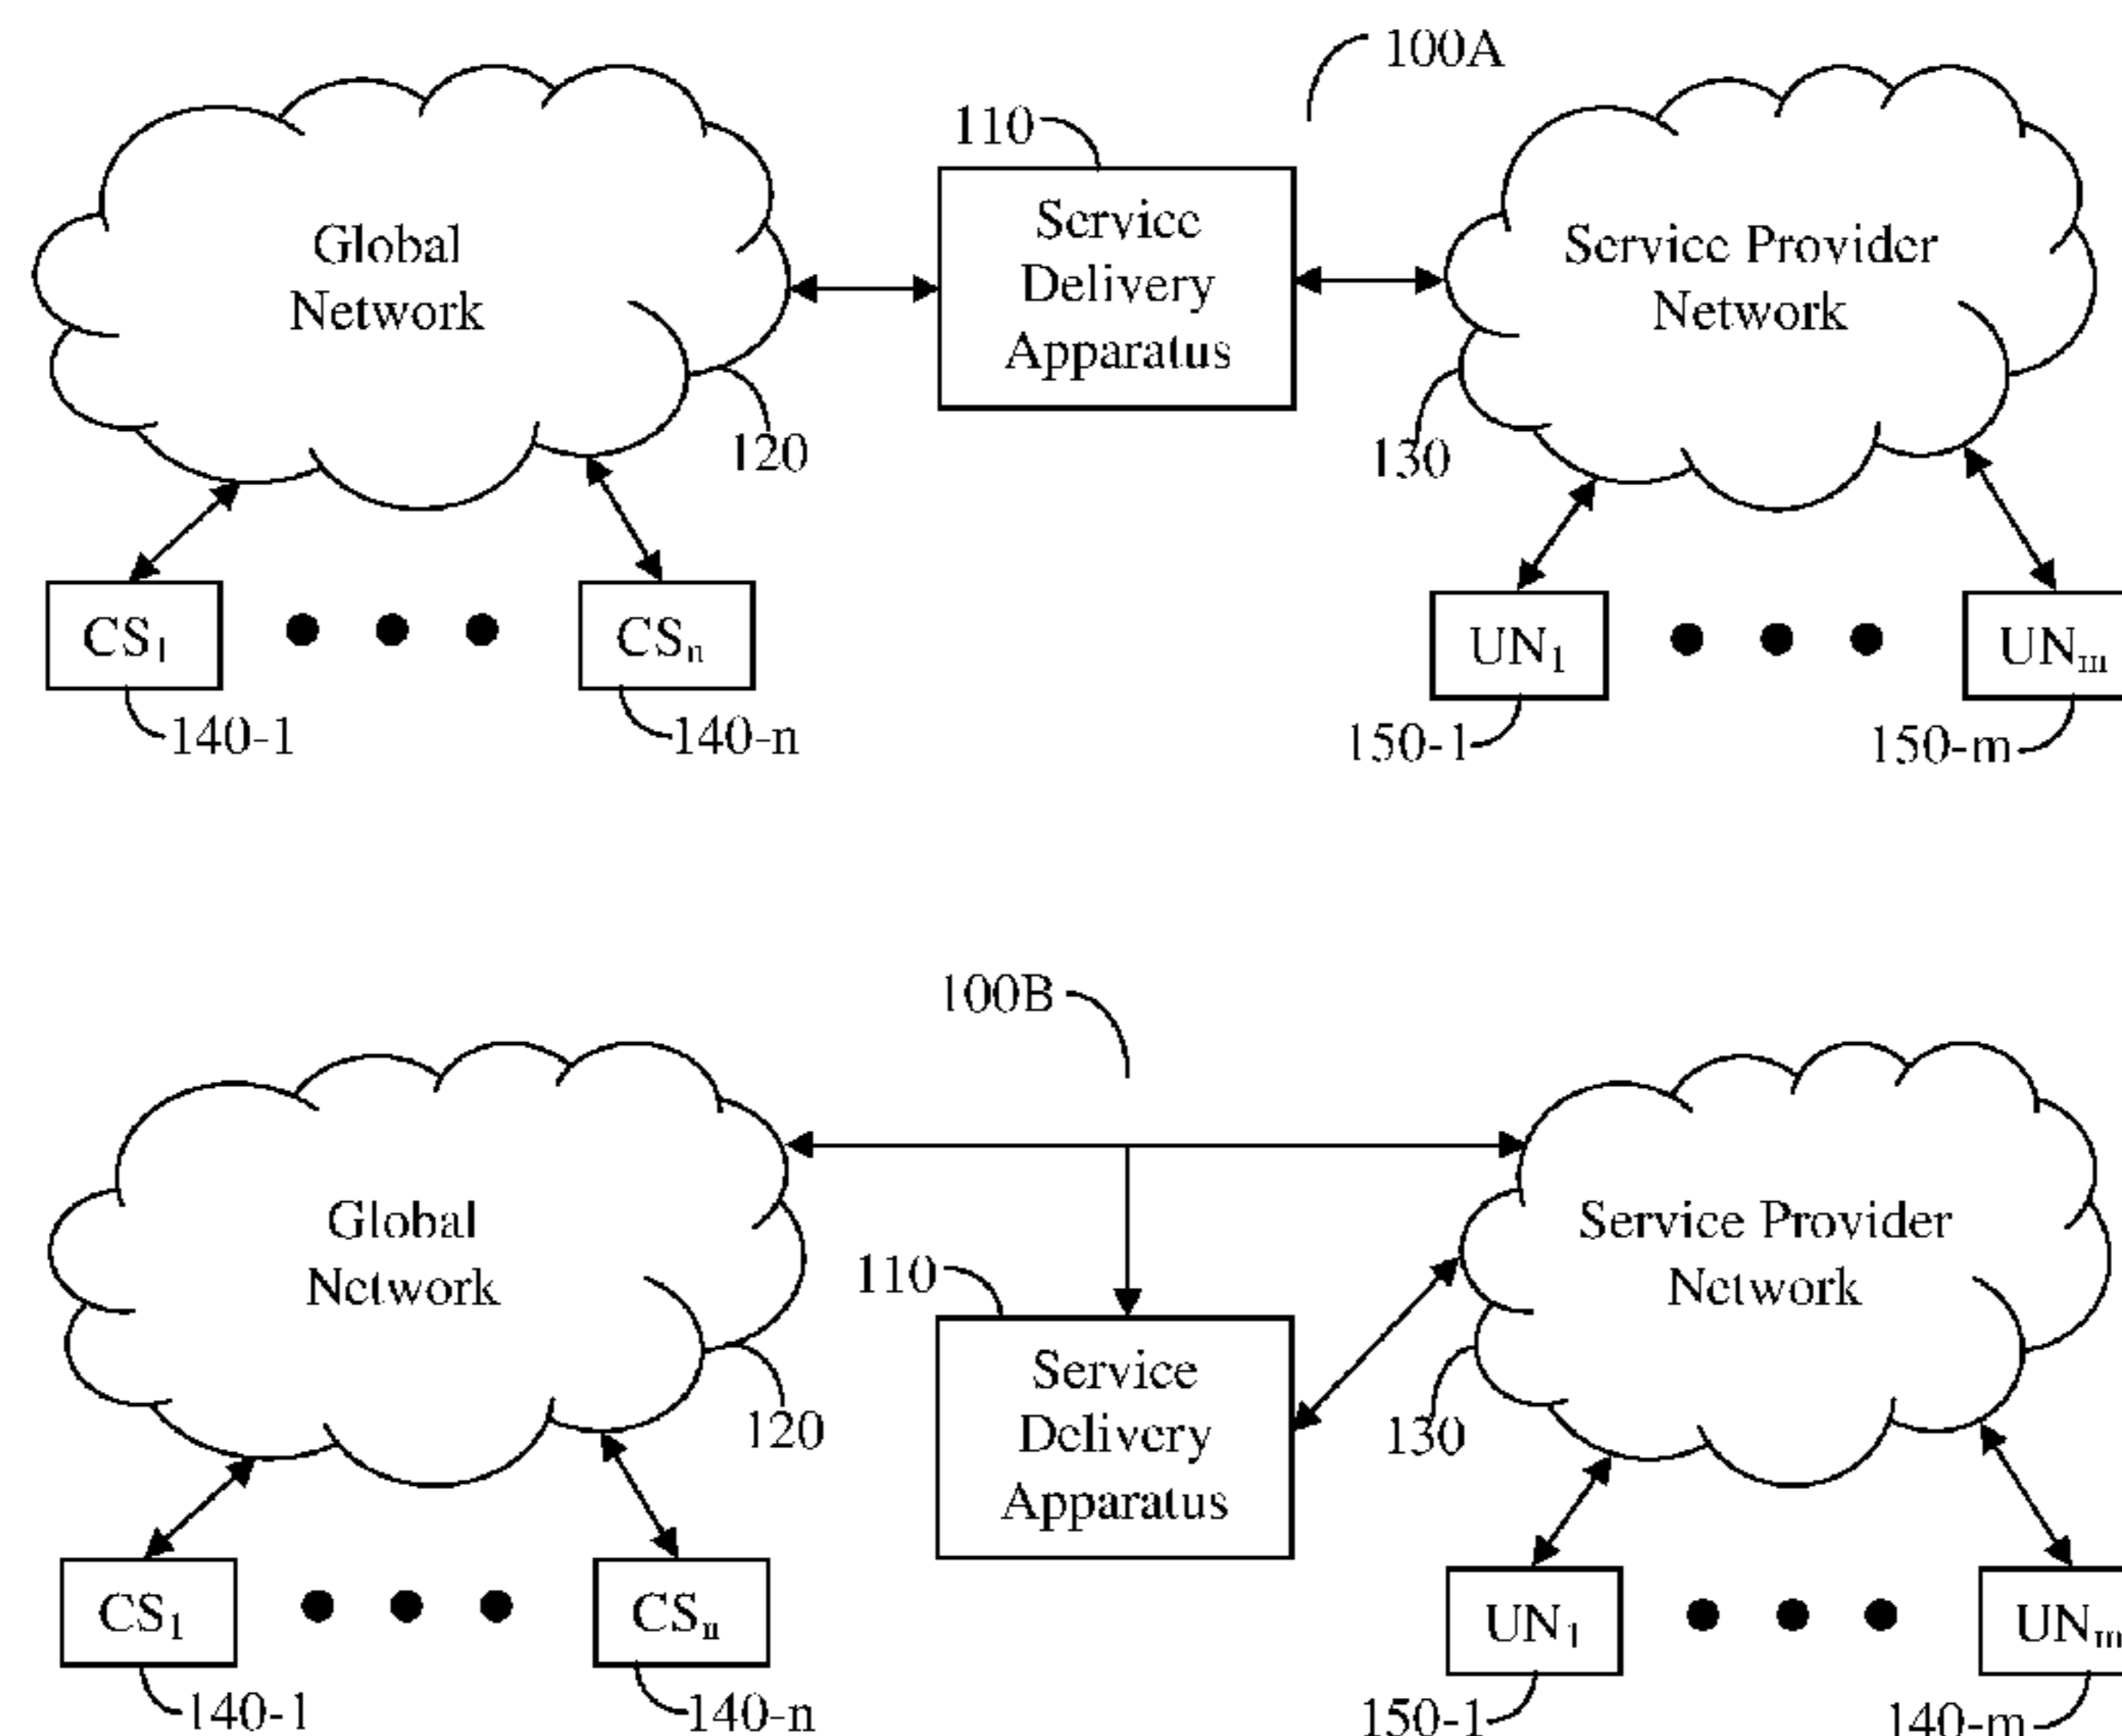 100A
110
Global
Network
Service
Delivery
Apparatus
Service Provider
Network
120
130
CS₁
CSₙ
UN₁
UNₘ
140-1
140-n
150-1
150-m
100B
Global
Network
110
Service
Delivery
Apparatus
Service Provider
Network
120
130
CS₁
CSₙ
UN₁
UNₘ
140-1
140-n
150-1
140-m